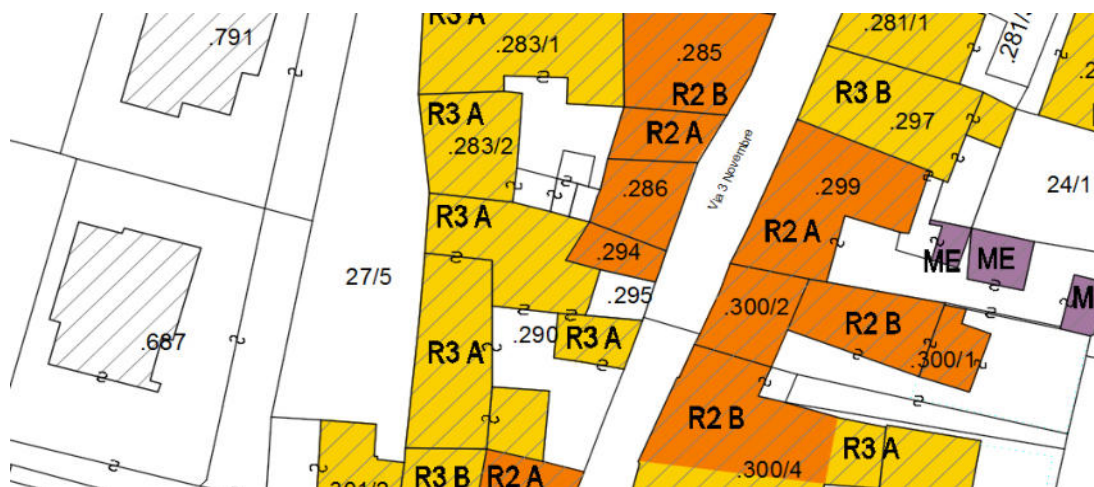 R3 A
.281/1
.281/
.791
.283/1
.285
.2
R2 B
R3 B
R3 A
.297
R2 A
.283/2
Via 3 Novembre
.286
.299
24/1
R3 A
R2 A
.294
ME
ME
27/5
.295
M
.300/2
R2 B
.687
.290
R3 A
R3 A
.300/1
R2 B
R3 A
.300/4
R3 B
R2 A